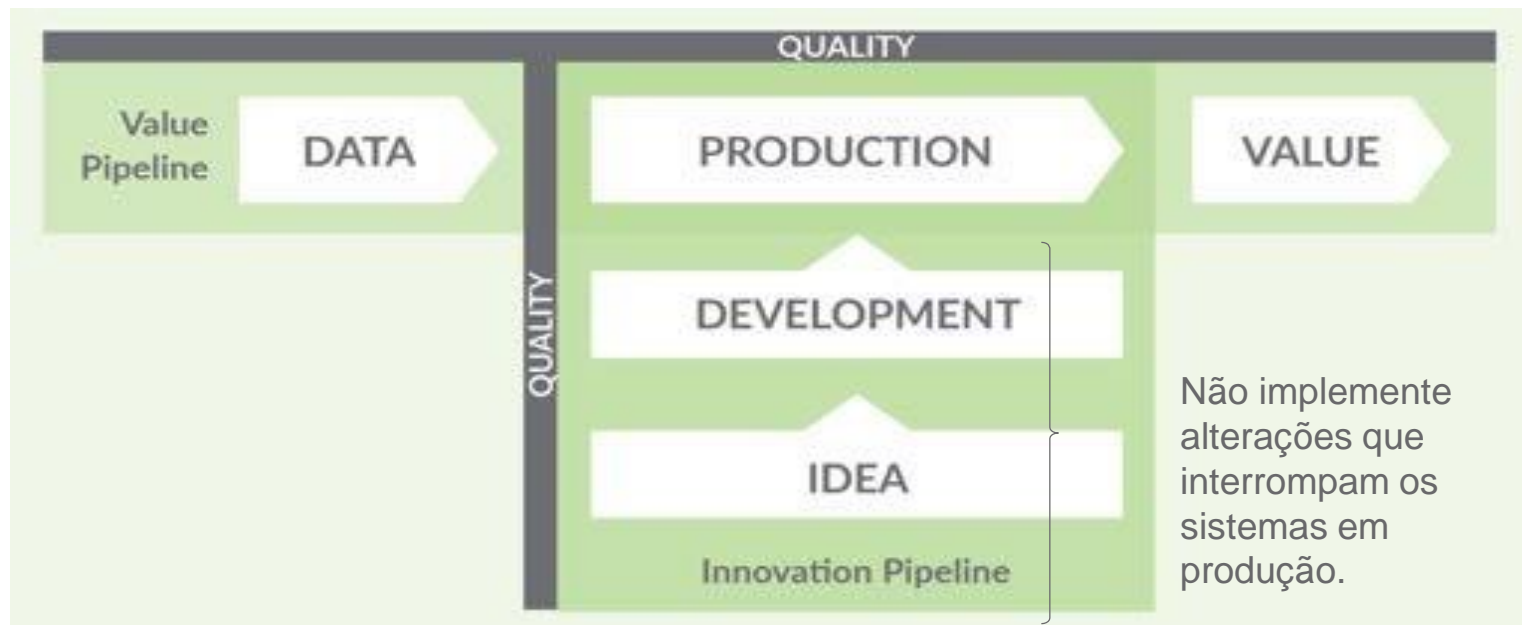 QUALITY
Value
Pipeline
DATA
PRODUCTION
VALUE
QUALITY
DEVELOPMENT
IDEA
Innovation Pipeline
Não implemente
alterações que
interrompam os
sistemas em
produção.